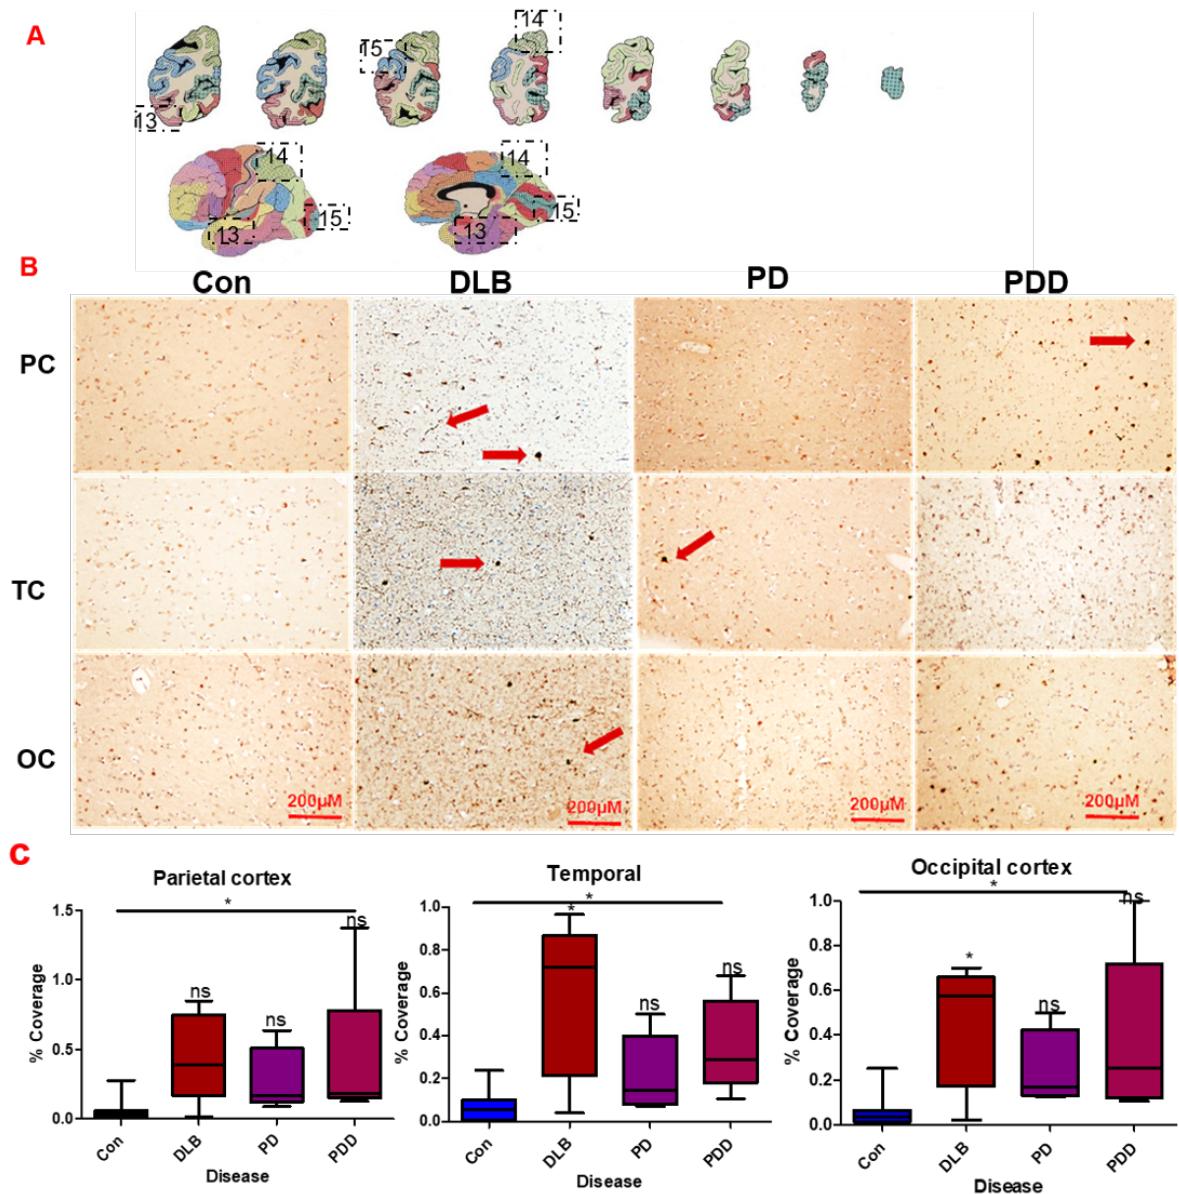 A
14
15
13
14
14
15
15
13
13
B
Con DLB PD PDD
PC
TC
OC
200µM 200µM 200µM 200µM
C
Parietal cortex
*
ns
ns
ns
1.5
1.0
0.5
0.0
% Coverage
Con DLB PD PDD
Disease
Temporal
*
*
ns
ns
1.0
0.8
0.6
0.4
0.2
0.0
% Coverage
Con DLB PD PDD
Disease
Occipital cortex
*
ns
*
ns
1.0
0.8
0.6
0.4
0.2
0.0
% Coverage
Con DLB PD PDD
Disease